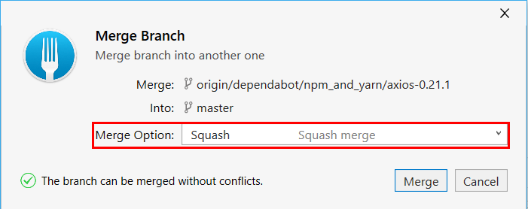 Merge Branch
Merge branch into another one
Merge: origin/dependabot/npm_and_yarn/axios-0.21.1
Into: master
Merge Option: Squash Squash merge
The branch can be merged without conflicts. Merge Cancel